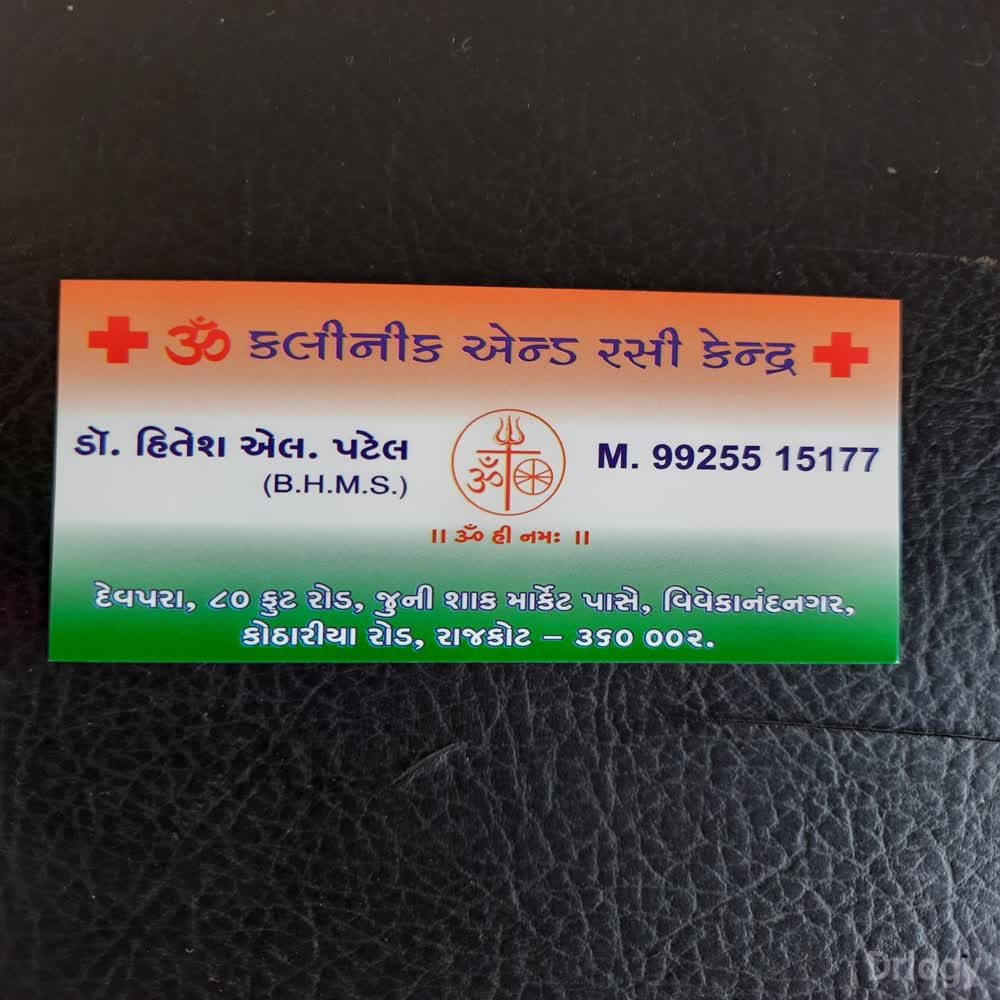 ૐ કલીનીક એન્ડ રસી કેન્દ્ર
ડૉ. હિતેશ એલ. પટેલ
(B.H.M.S.)
ૐ
M. 99255 15177
।। ૐ હી નમઃ ।।
દેવપરા, ૮૦ ફુટ રોડ, જુની શાક માર્કેટ પાસે, વિવેકાનંદનગર,
કોઠારીયા રોડ, રાજકોટ – ૩૬૦ ૦૦૨.
Drlogy